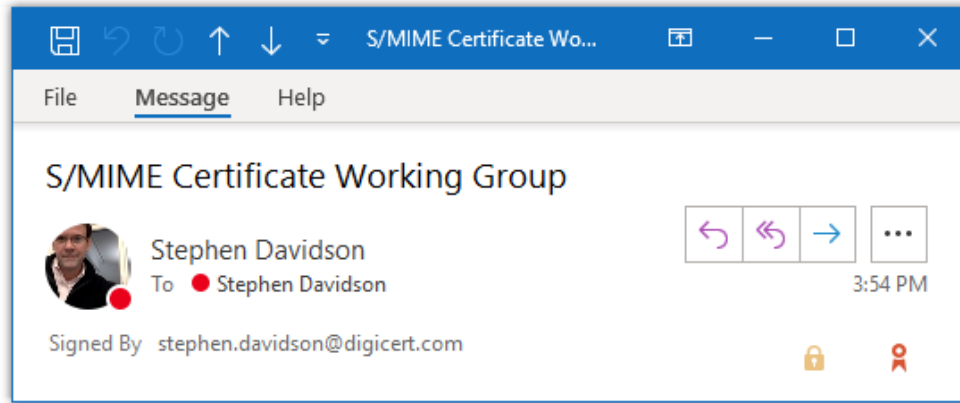 S/MIME Certificate Wo...
File Message Help
S/MIME Certificate Working Group
Stephen Davidson
To Stephen Davidson
3:54 PM
Signed By stephen.davidson@digicert.com